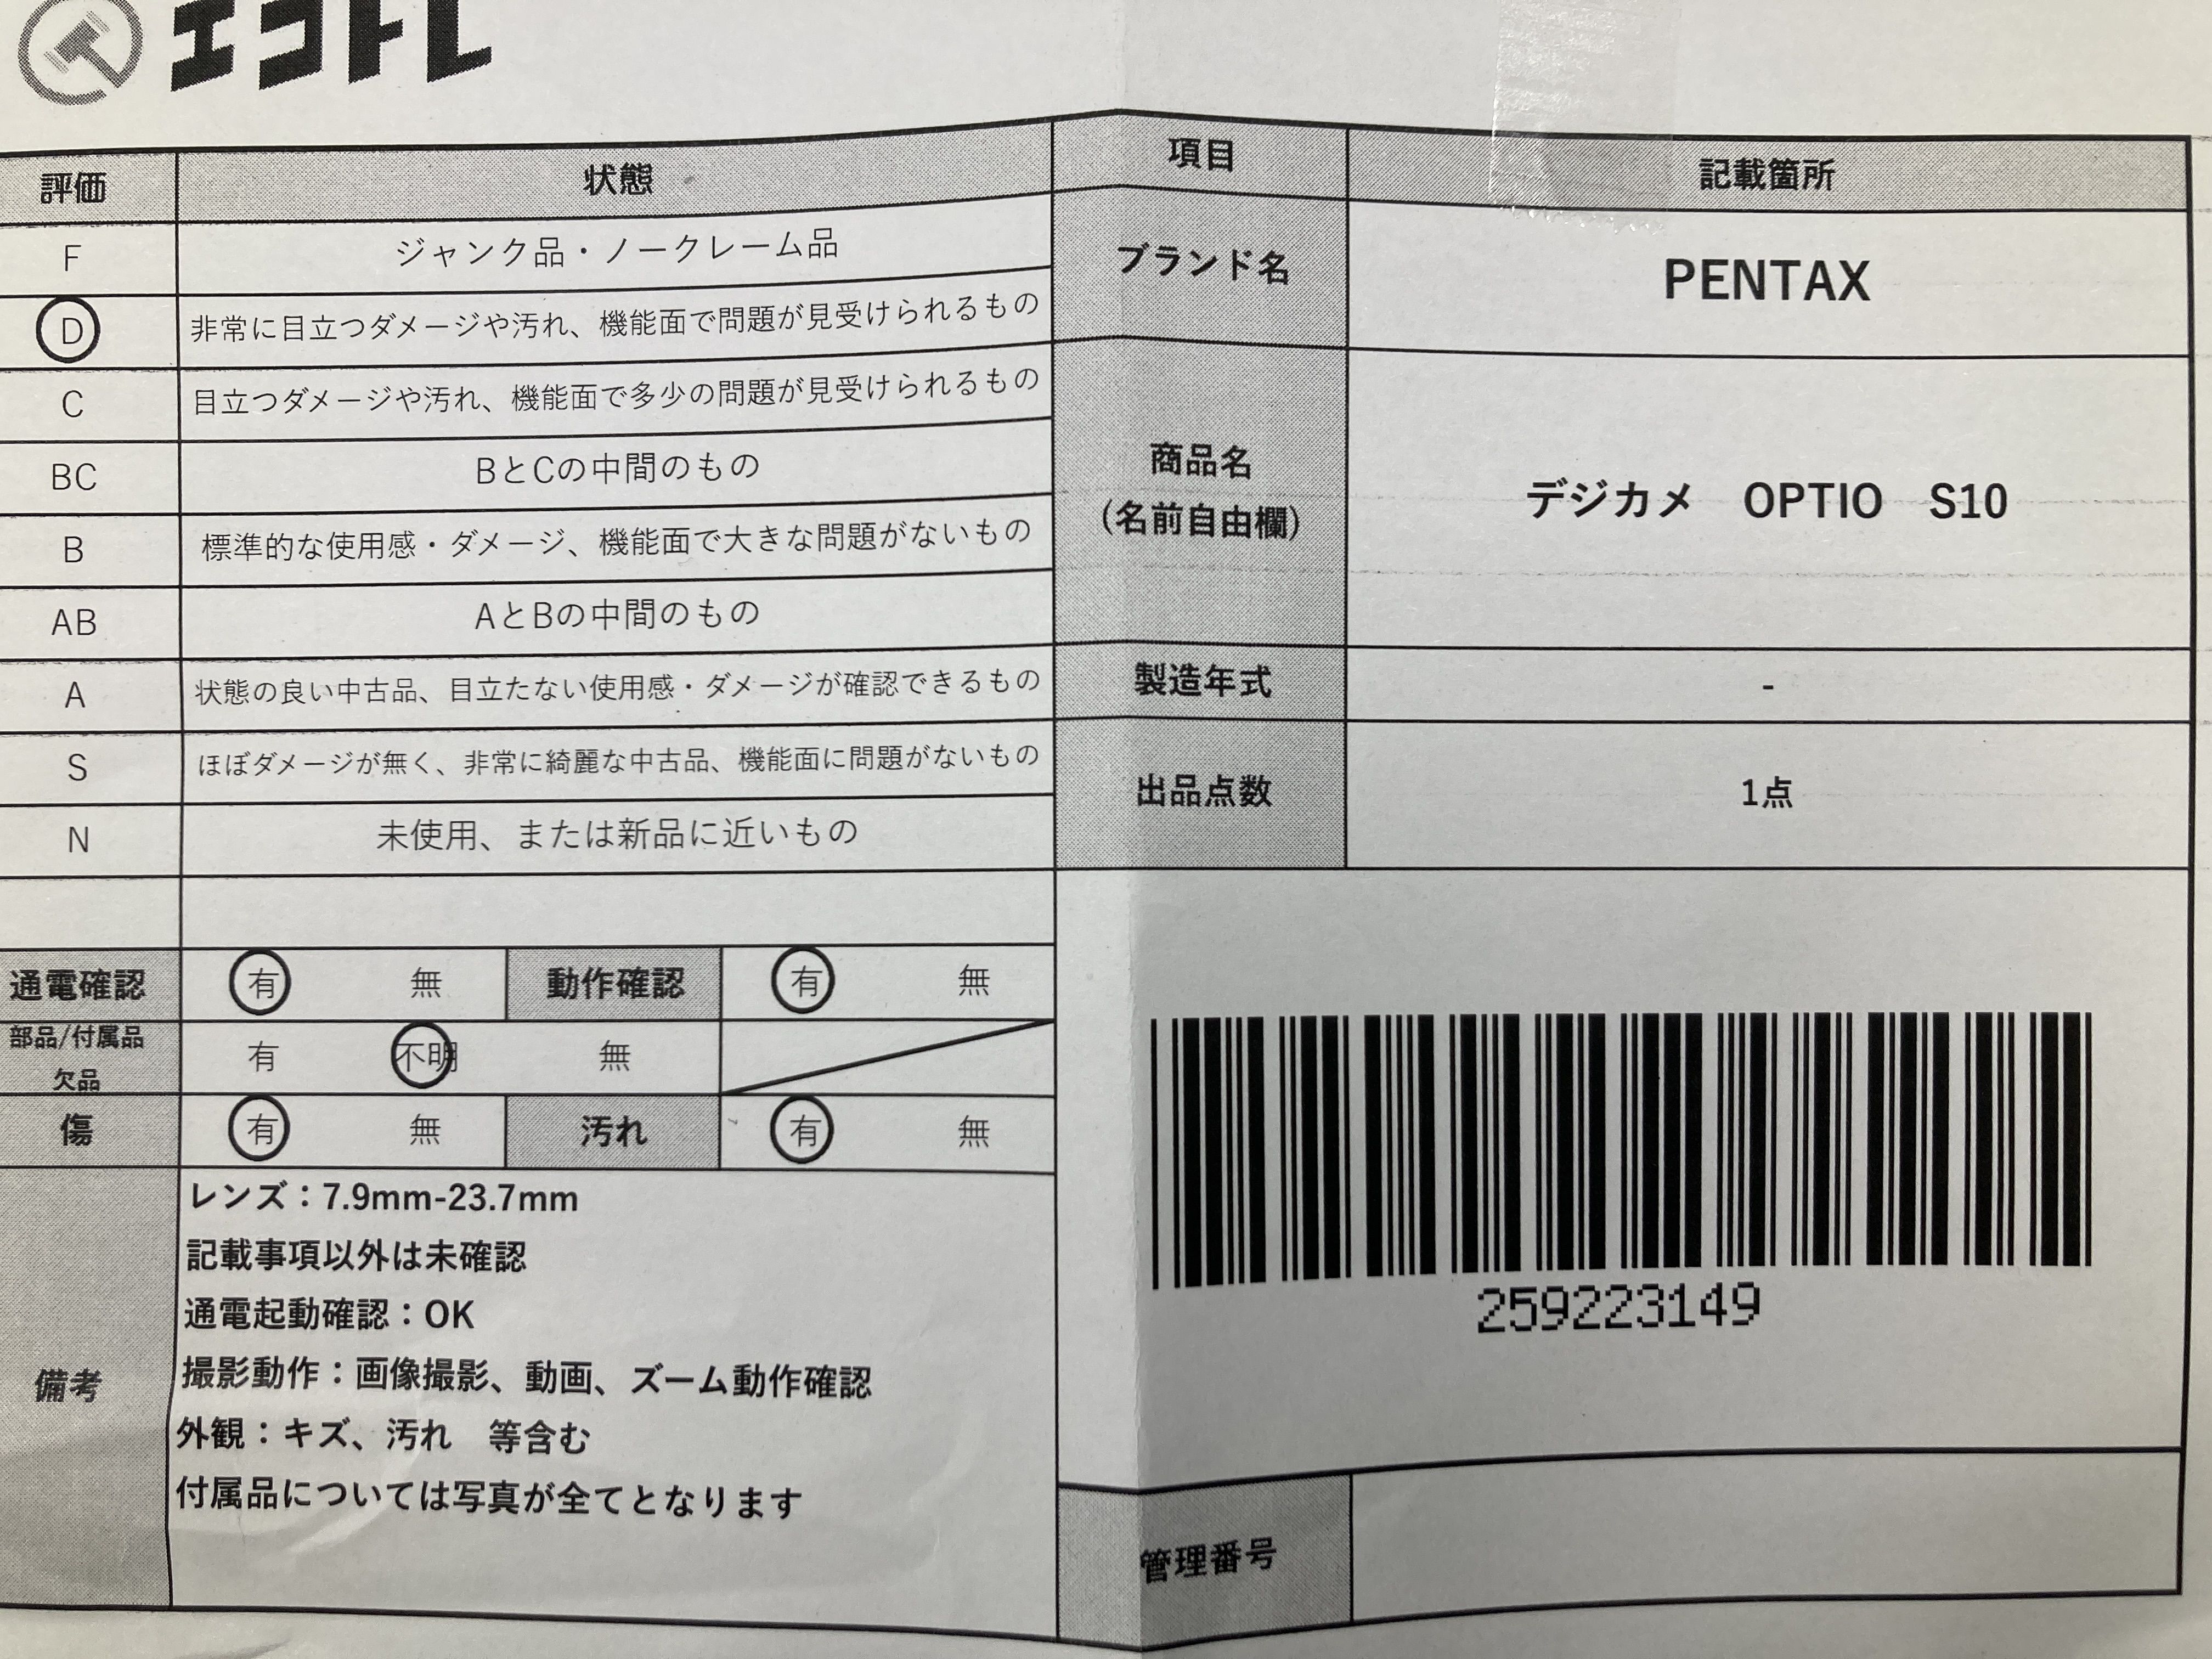 エコトレ
評価 状態
F ジャンク品・ノークレーム品
D 非常に目立つダメージや汚れ、機能面で問題が見受けられるもの
C 目立つダメージや汚れ、機能面で多少の問題が見受けられるもの
BC BとCの中間のもの
B 標準的な使用感・ダメージ、機能面で大きな問題がないもの
AB AとBの中間のもの
A 状態の良い中古品、目立たない使用感・ダメージが確認できるもの
S ほぼダメージが無く、非常に綺麗な中古品、機能面に問題がないもの
N 未使用、または新品に近いもの
通電確認 有 無 動作確認 有 無
部品/付属品
欠品
有 不明 無
傷 有 無 汚れ 有 無
備考
レンズ：7.9mm-23.7mm
記載事項以外は未確認
通電起動確認：OK
撮影動作：画像撮影、動画、ズーム動作確認
外観：キズ、汚れ　等含む
付属品については写真が全てとなります
項目 記載箇所
ブランド名 PENTAX
商品名
(名前自由欄)
デジカメ　OPTIO　S10
製造年式 -
出品点数 1点
259223149
管理番号